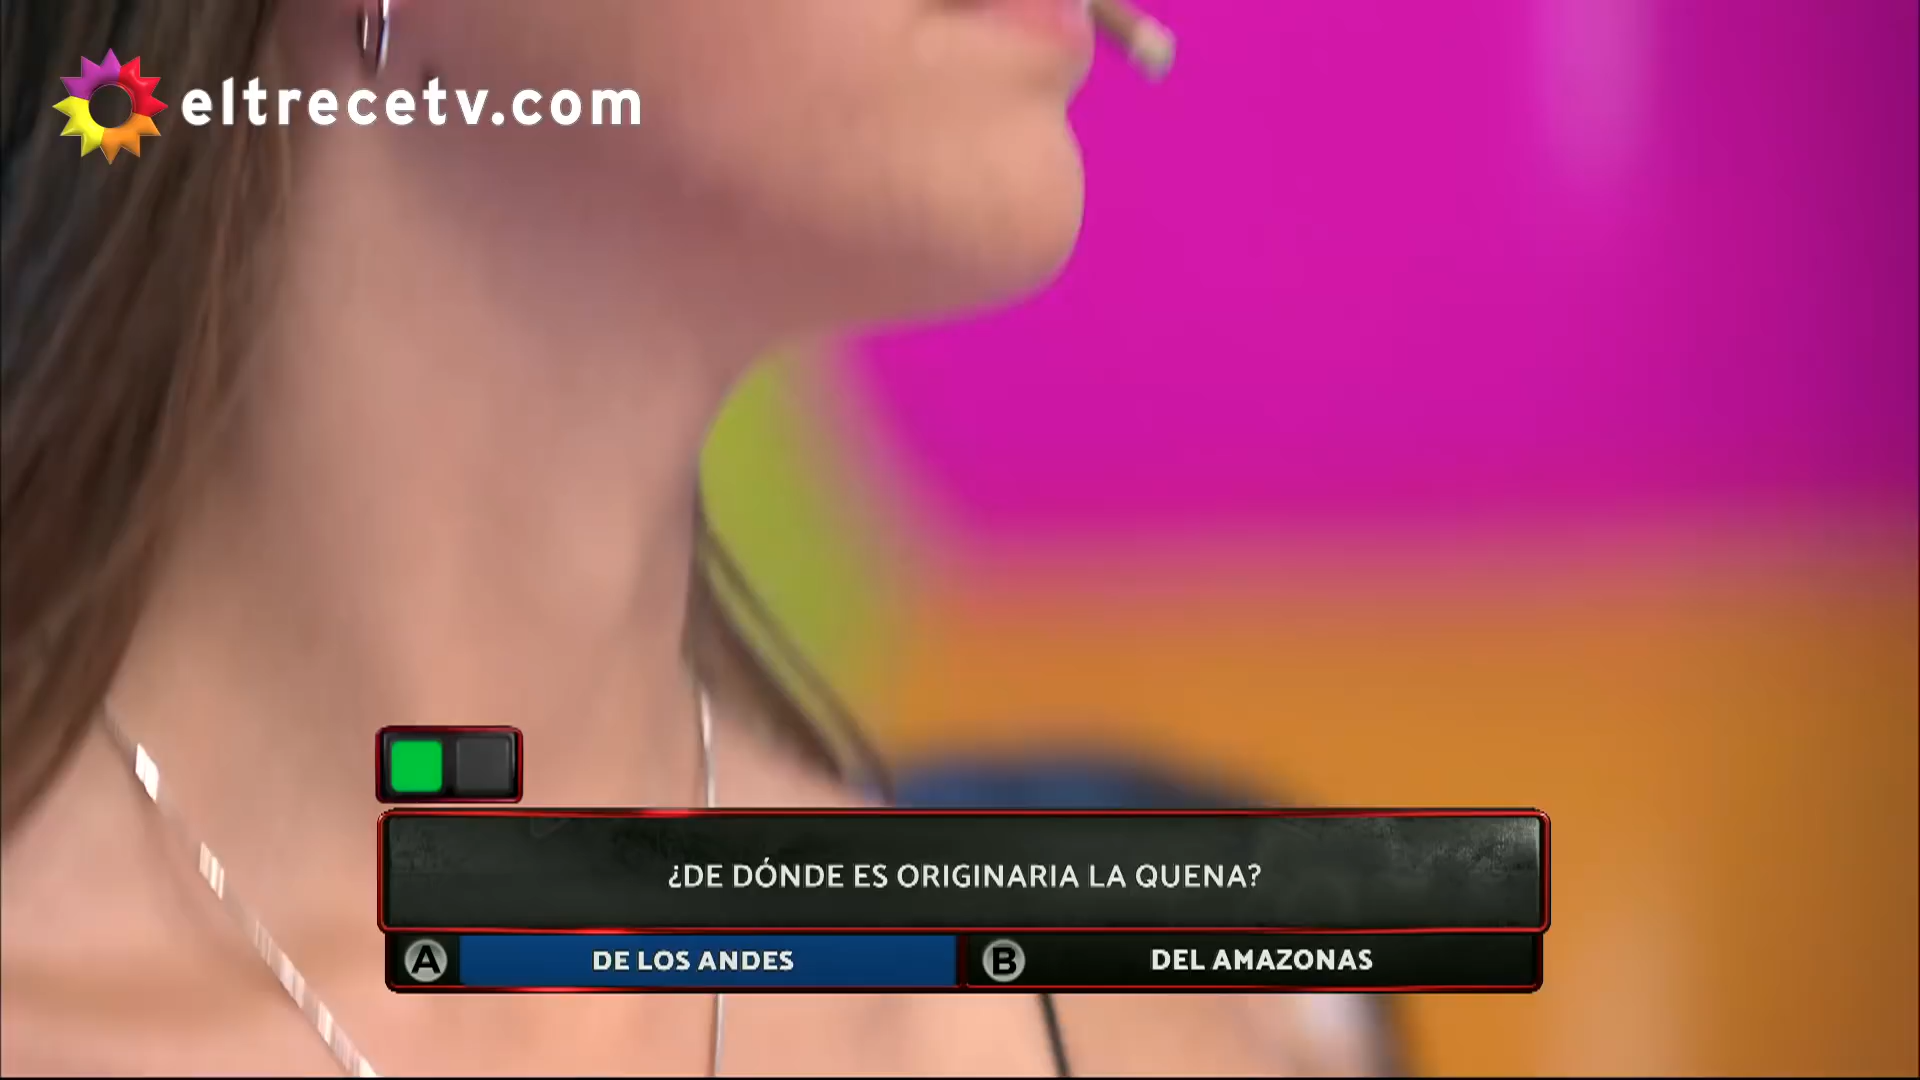 eltrecetv.com
¿DE DÓNDE ES ORIGINARIA LA QUENA?
A DE LOS ANDES
B DEL AMAZONAS